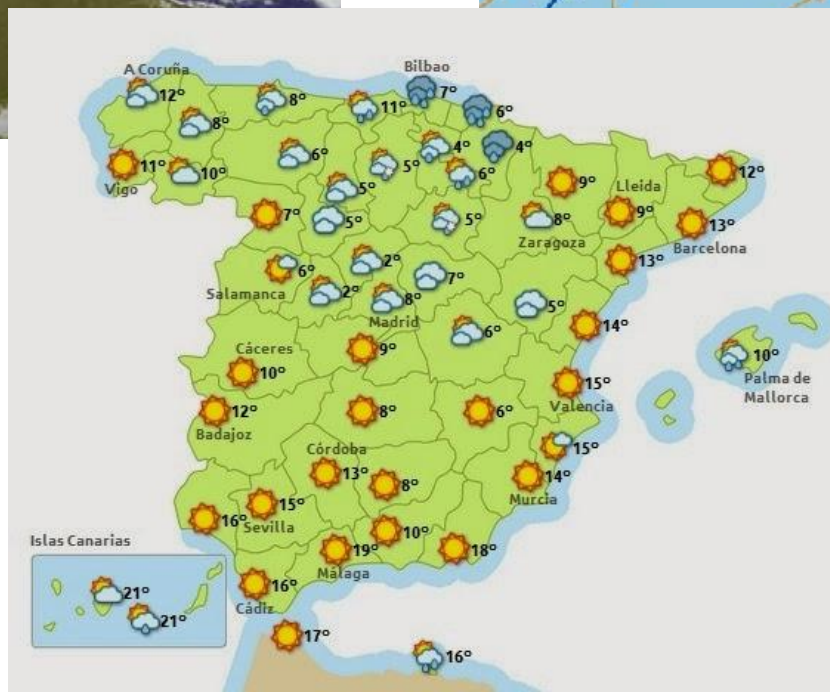 Bilbao
A Coruña
12°
8°
8°
11°
7°
6°
Vigo
11°
10°
6°
5°
4°
6°
4°
9°
Lleida
9°
12°
7°
5°
5°
5°
8°
Zaragoza
13°
Barcelona
13°
Salamanca
6°
2°
2°
8°
Madrid
7°
5°
6°
14°
Cáceres
10°
9°
10°
Palma de
Mallorca
12°
Badajoz
8°
6°
15°
Valencia
15°
Córdoba
13°
8°
14°
Murcia
16°
15°
Sevilla
10°
19°
Málaga
18°
Islas Canarias
21°
21°
16°
Cádiz
17°
16°